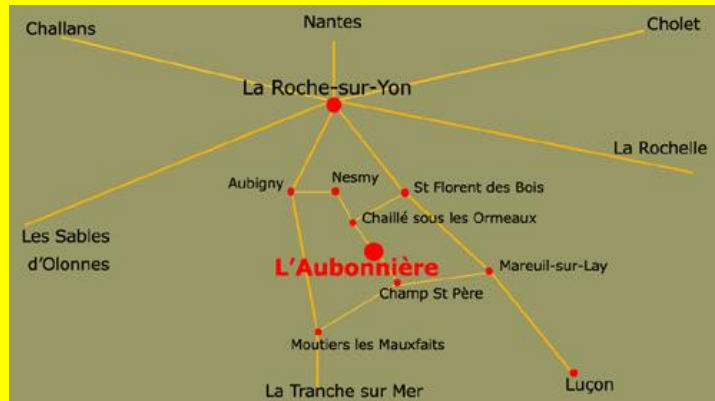 Nantes
Challans
Cholet
La Roche-sur-Yon
La Rochelle
Aubigny
Nesmy
St Florent des Bois
Chaillé sous les Ormeaux
Les Sables
d'Olonnes
L'Aubonnière
Mareuil-sur-Lay
Champ St Père
Moutiers les Mauxfaits
La Tranche sur Mer
Luçon